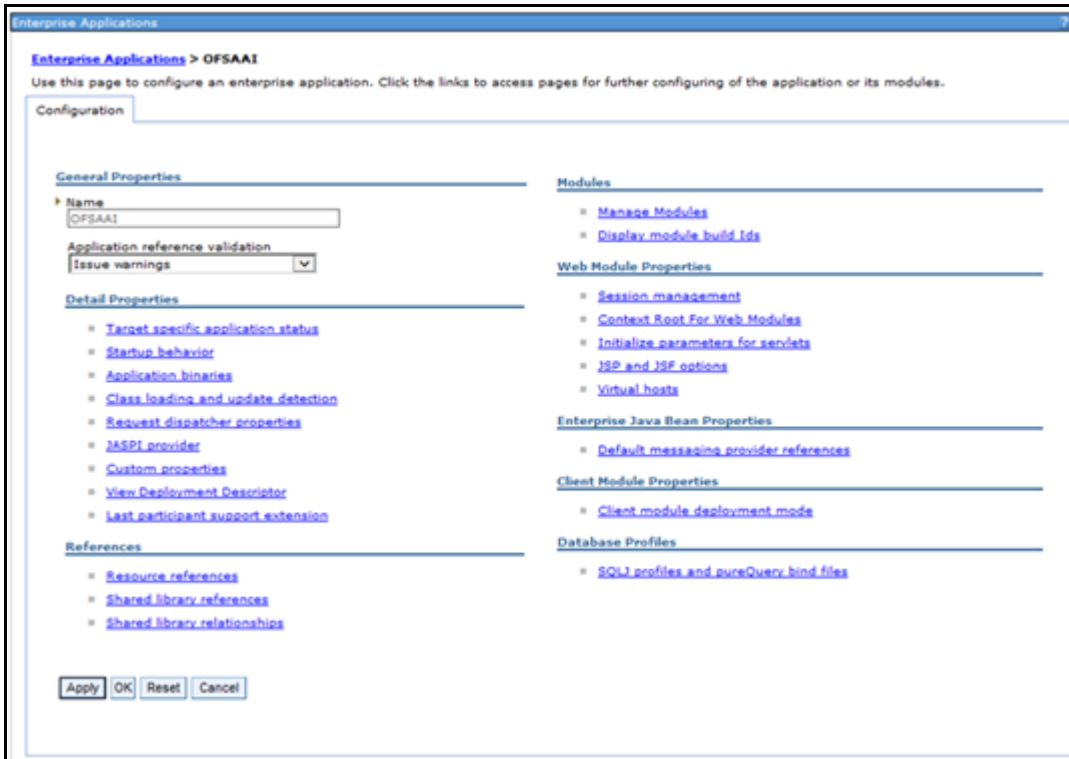 Enterprise Applications
?
Enterprise Applications > OFSAAI
Use this page to configure an enterprise application. Click the links to access pages for further configuring of the application or its modules.
Configuration
General Properties
Name
OFSAAI
Application reference validation
Issue warnings
Detail Properties
Target specific application status
Startup behavior
Application binaries
Class loading and update detection
Request dispatcher properties
JASPI provider
Custom properties
View Deployment Descriptor
Last participant support extension
References
Resource references
Shared library references
Shared library relationships
Modules
Manage Modules
Display module build Ids
Web Module Properties
Session management
Context Root For Web Modules
Initialize parameters for servlets
JSP and JSF options
Virtual hosts
Enterprise Java Bean Properties
Default messaging provider references
Client Module Properties
Client module deployment mode
Database Profiles
SQLJ profiles and pureQuery bind files
Apply OK Reset Cancel